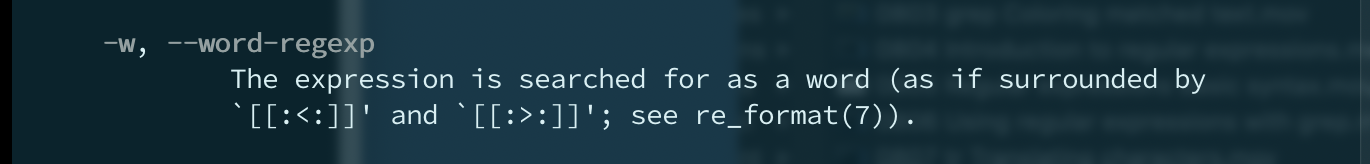 -w, --word-regexp
The expression is searched for as a word (as if surrounded by
`[[:<:]]' and `[[:>:]]'; see re_format(7)).